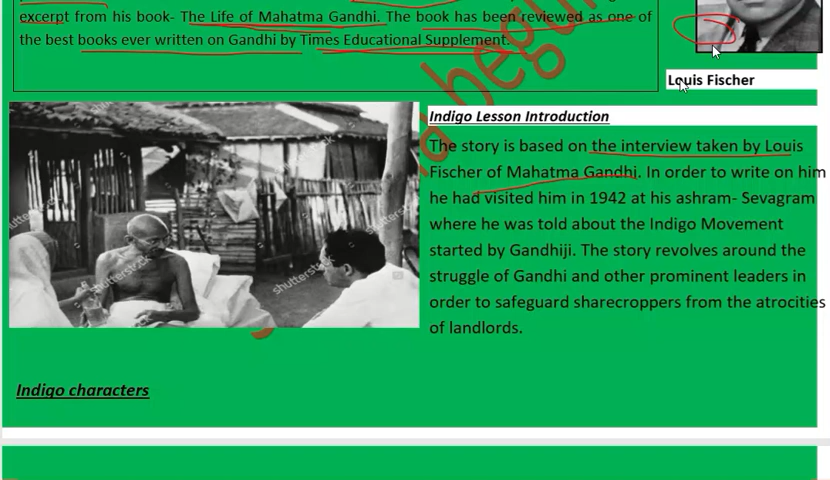 excerpt from his book- The Life of Mahatma Gandhi. The book has been reviewed as one of
the best books ever written on Gandhi by Times Educational Supplement.
Louis Fischer
Indigo Lesson Introduction
The story is based on the interview taken by Louis
Fischer of Mahatma Gandhi. In order to write on him
he had visited him in 1942 at his ashram- Sevagram
where he was told about the Indigo Movement
started by Gandhiji. The story revolves around the
struggle of Gandhi and other prominent leaders in
order to safeguard sharecroppers from the atrocities
of landlords.
shutterstock
shutterstock
shutterstock
shutterstock
Indigo characters